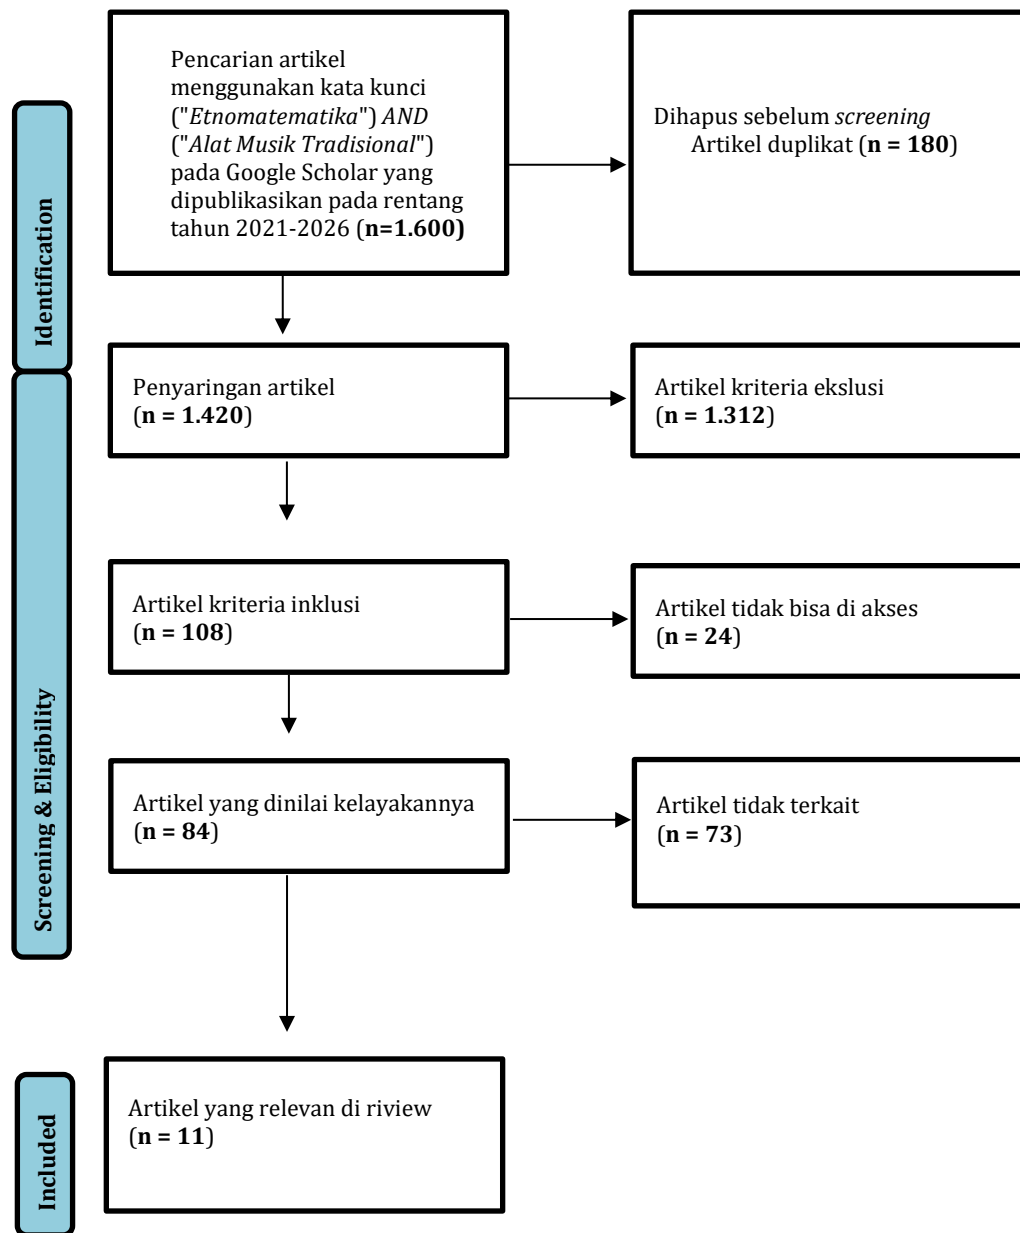 Pencarian artikel
menggunakan kata kunci
("Etnomatematika") AND
("Alat Musik Tradisional")
pada Google Scholar yang
dipublikasikan pada rentang
tahun 2021-2026 (n=1.600)
Dihapus sebelum screening
Artikel duplikat (n = 180)
Identification
Penyaringan artikel
(n = 1.420)
Artikel kriteria ekslusi
(n = 1.312)
Artikel kriteria inklusi
(n = 108)
Artikel tidak bisa di akses
(n = 24)
Screening & Eligibility
Artikel yang dinilai kelayakannya
(n = 84)
Artikel tidak terkait
(n = 73)
Included
Artikel yang relevan di riview
(n = 11)